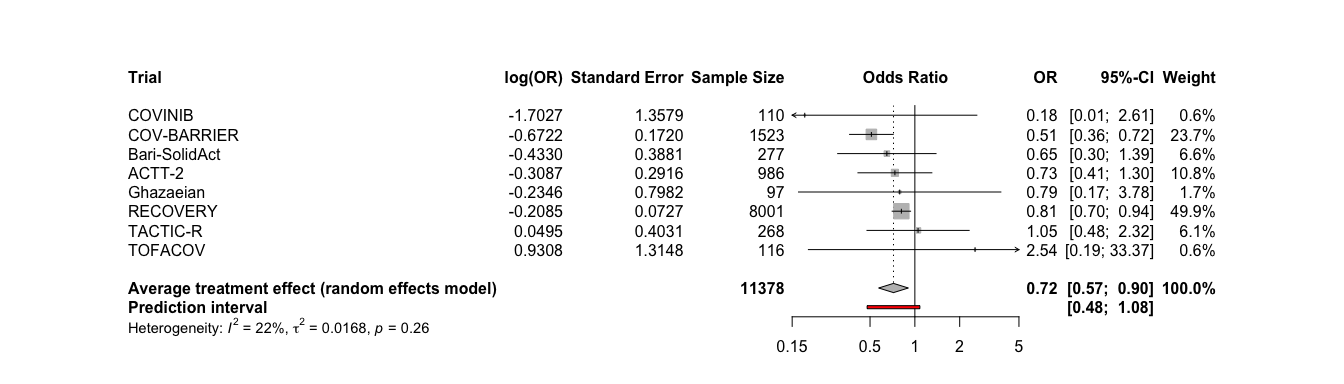 Trial log(OR) Standard Error Sample Size Odds Ratio OR 95%-CI Weight
COVINIB -1.7027 1.3579 110 0.18 [0.01; 2.61] 0.6%
COV-BARRIER -0.6722 0.1720 1523 0.51 [0.36; 0.72] 23.7%
Bari-SolidAct -0.4330 0.3881 277 0.65 [0.30; 1.39] 6.6%
ACTT-2 -0.3087 0.2916 986 0.73 [0.41; 1.30] 10.8%
Ghazaeian -0.2346 0.7982 97 0.79 [0.17; 3.78] 1.7%
RECOVERY -0.2085 0.0727 8001 0.81 [0.70; 0.94] 49.9%
TACTIC-R 0.0495 0.4031 268 1.05 [0.48; 2.32] 6.1%
TOFACOV 0.9308 1.3148 116 2.54 [0.19; 33.37] 0.6%
Average treatment effect (random effects model) 11378 0.72 [0.57; 0.90] 100.0%
Prediction interval [0.48; 1.08]
Heterogeneity: I² = 22%, τ² = 0.0168, p = 0.26
0.15 0.5 1 2 5